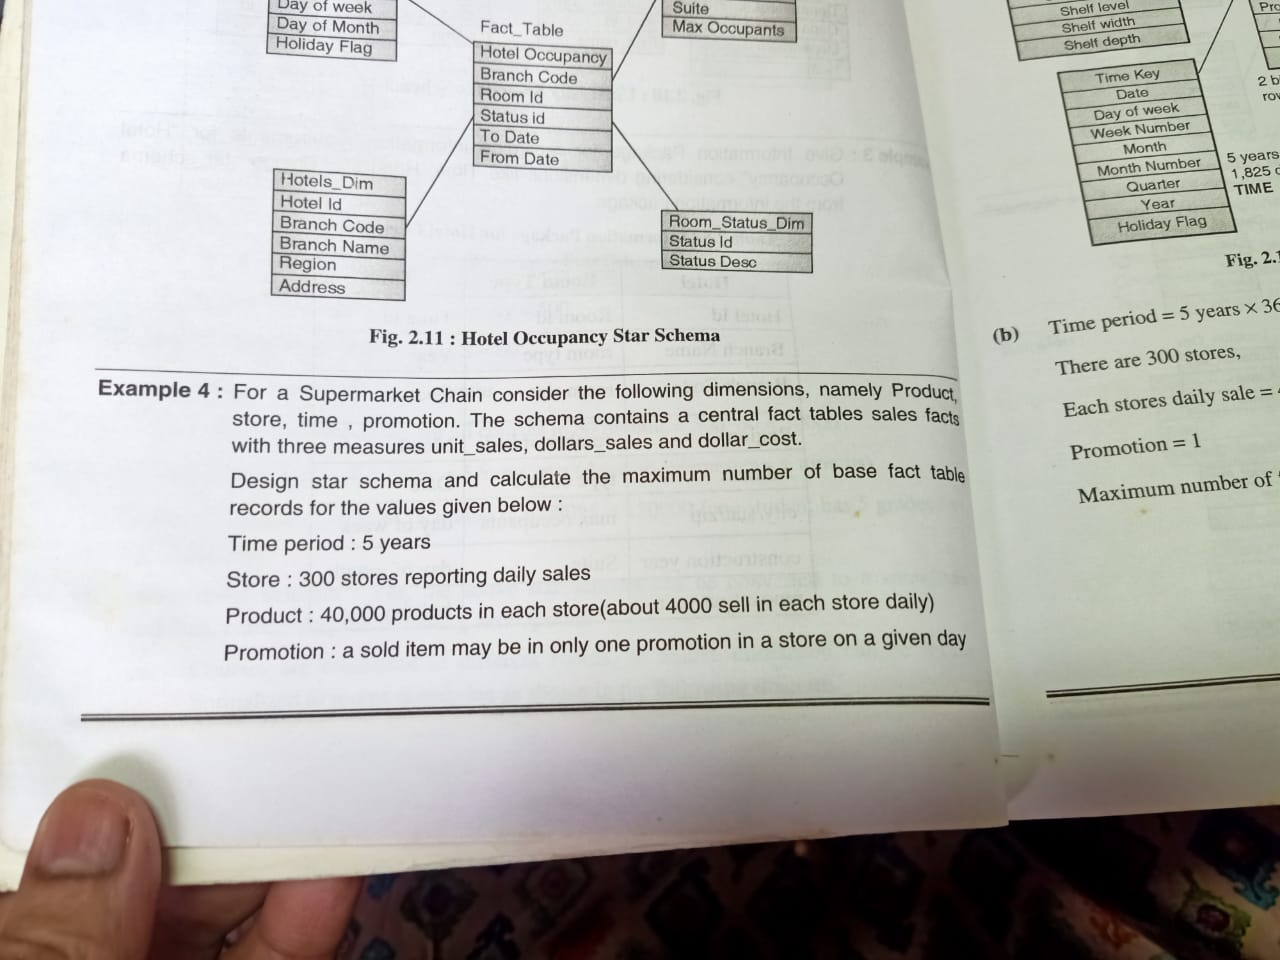 Day of week
Day of Month
Holiday Flag
Fact_Table
Hotel Occupancy
Branch Code
Room Id
Status id
To Date
From Date
Suite
Max Occupants
Hotels_Dim
Hotel Id
Branch Code
Branch Name
Region
Address
Room_Status_Dim
Status Id
Status Desc
Fig. 2.11 : Hotel Occupancy Star Schema
Example 4 : For a Supermarket Chain consider the following dimensions, namely Product,
store, time , promotion. The schema contains a central fact tables sales facts
with three measures unit_sales, dollars_sales and dollar_cost.
Design star schema and calculate the maximum number of base fact table
records for the values given below :
Time period : 5 years
Store : 300 stores reporting daily sales
Product : 40,000 products in each store(about 4000 sell in each store daily)
Promotion : a sold item may be in only one promotion in a store on a given day
Shelf level
Shelf width
Shelf depth
Time Key
Date
Day of week
Week Number
Month
Month Number
Quarter
Year
Holiday Flag
5 years
1,825
TIME
Fig. 2.1
(b) Time period = 5 years × 36
There are 300 stores,
Each stores daily sale =
Promotion = 1
Maximum number of